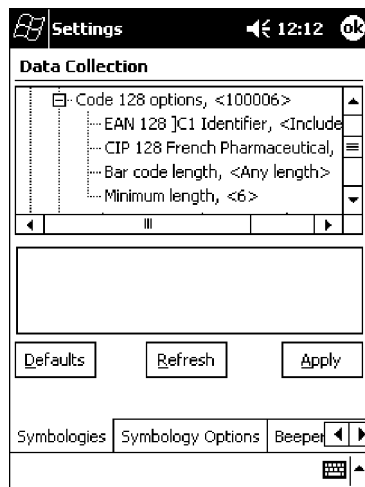 Settings 12:12 ok
Data Collection
Code 128 options, <100006>
EAN 128 ]C1 Identifier, <Include
CIP 128 French Pharmaceutical,
Bar code length, <Any length>
Minimum length, <6>
Defaults Refresh Apply
Symbologies Symbology Options Beeper